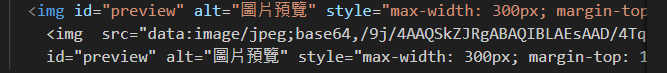 <img id="preview" alt="圖片預覽" style="max-width: 300px; margin-top
<img  src="data:image/jpeg;base64,/9j/4AAQSkZJRgABAQIBLAEsAAD/4Tq
id="preview" alt="圖片預覽" style="max-width: 300px; margin-top: 1